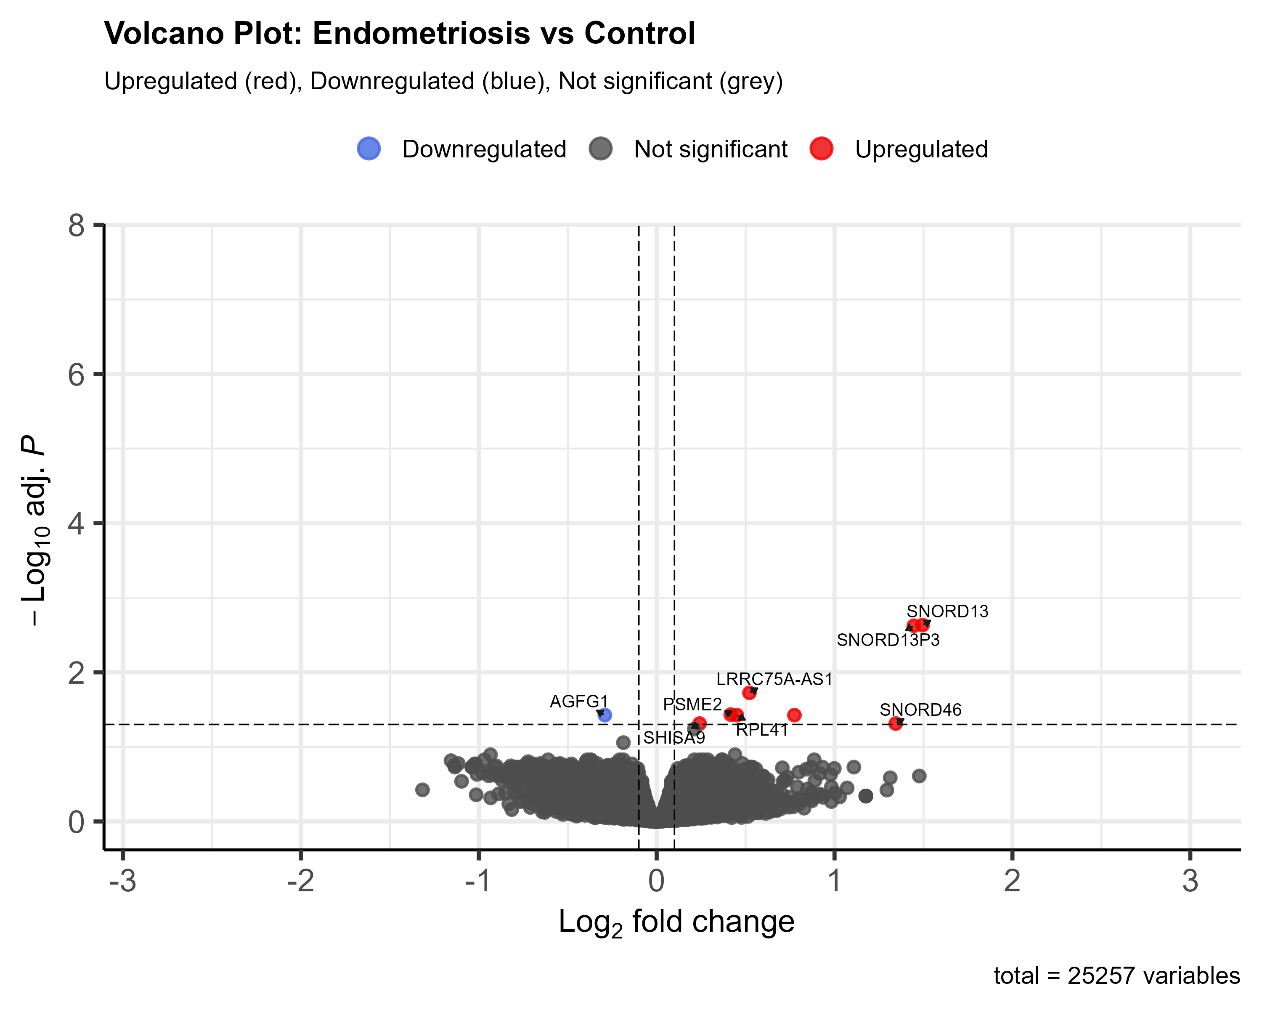 Volcano Plot: Endometriosis vs Control
Upregulated (red), Downregulated (blue), Not significant (grey)
Downregulated Not significant Upregulated
8
6
4
2
0
− Log10 adj. P
SNORD13
SNORD13P3
LRRC75A-AS1
AGFG1
PSME2
SNORD46
RPL41
SHISA9
-3 -2 -1 0 1 2 3
Log2 fold change
total = 25257 variables